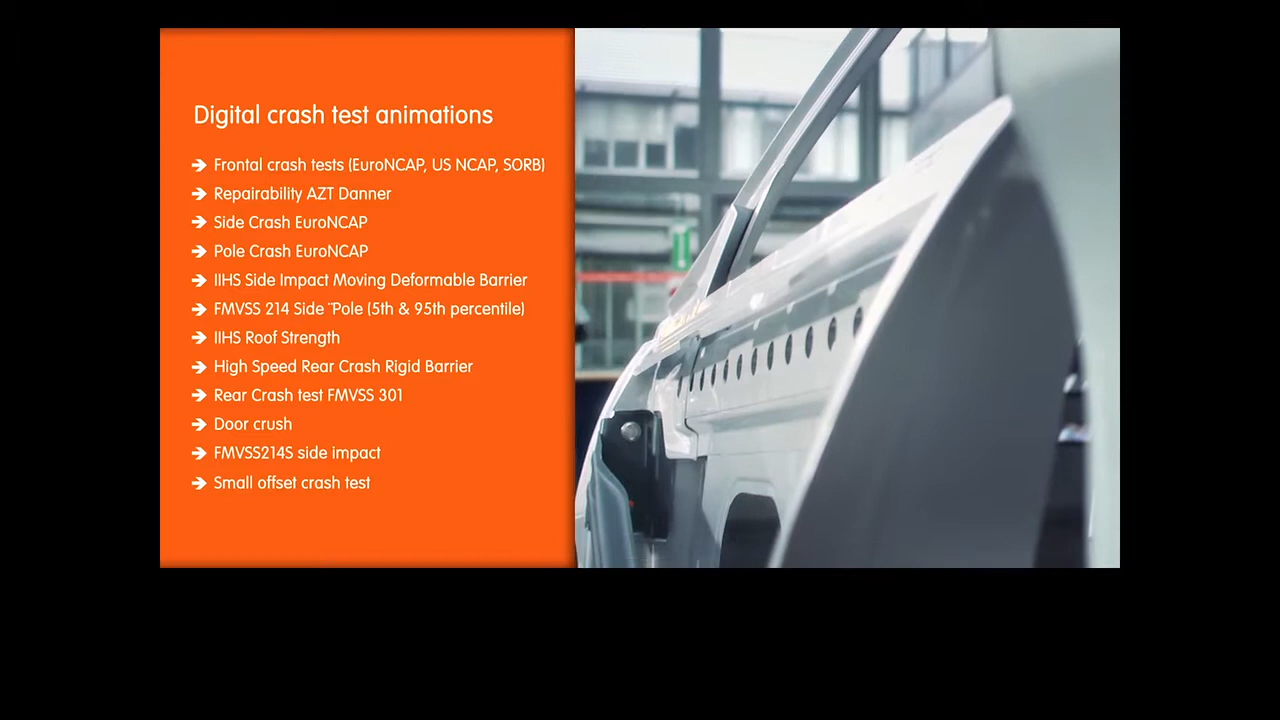 Digital crash test animations
→ Frontal crash tests (EuroNCAP, US NCAP, SORB)
→ Repairability AZT Danner
→ Side Crash EuroNCAP
→ Pole Crash EuroNCAP
→ IIHS Side Impact Moving Deformable Barrier
→ FMVSS 214 Side ¨Pole (5th & 95th percentile)
→ IIHS Roof Strength
→ High Speed Rear Crash Rigid Barrier
→ Rear Crash test FMVSS 301
→ Door crush
→ FMVSS214S side impact
→ Small offset crash test